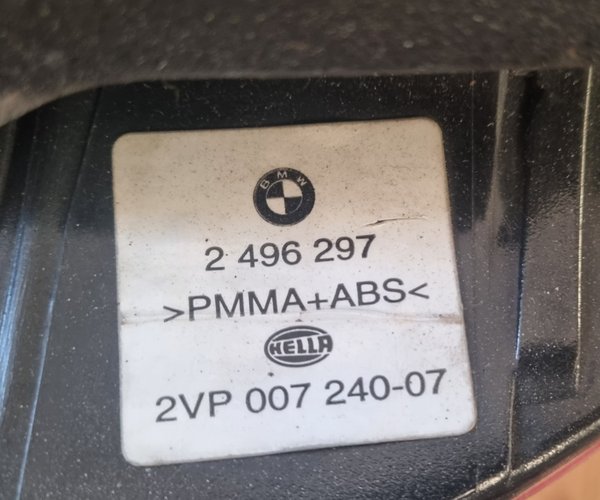 BMW
2 496 297
>PMMA+ABS<
HELLA
2VP 007 240-07